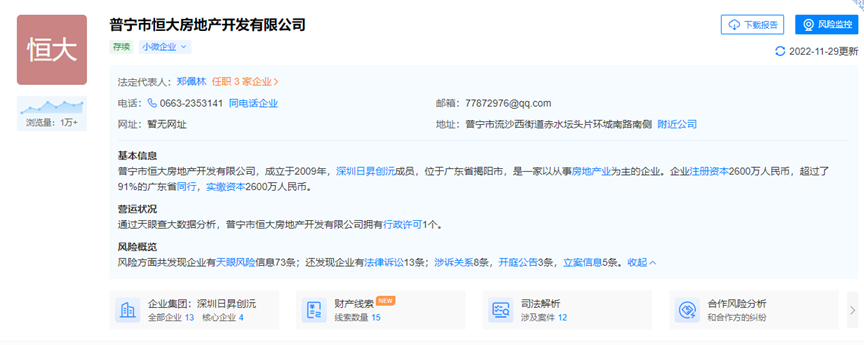 恒大
浏览量：1万+
普宁市恒大房地产开发有限公司
下载报告
风险监控
存续 小微企业
2022-11-29更新
法定代表人：郑佩林 任职 3 家企业 >
电话：0663-2353141 同电话企业
邮箱：77872976@qq.com
网址：暂无网址
地址：普宁市流沙西街道赤水坛头片环城南路南侧 附近公司
基本信息
普宁市恒大房地产开发有限公司，成立于2009年，深圳日昇创沅成员，位于广东省揭阳市，是一家以从事房地产业为主的企业。企业注册资本2600万人民币，超过了
91%的广东省同行，实缴资本2600万人民币。
营运状况
通过天眼查大数据分析，普宁市恒大房地产开发有限公司拥有行政许可1个。
风险概览
风险方面共发现企业有天眼风险信息73条；还发现企业有法律诉讼13条；涉诉关系8条，开庭公告3条，立案信息5条。收起
企业集团：深圳日昇创沅
全部企业 13 核心企业 4
财产线索 NEW
线索数量 15
司法解析
涉及案件 12
合作风险分析
和合作方的纠纷